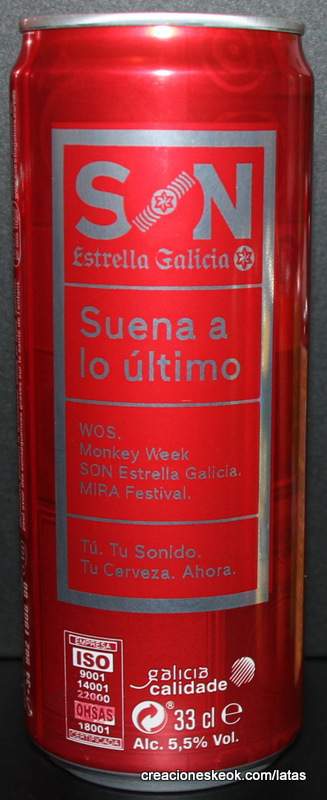 SON
Estrella Galicia
Suena a
lo último
WOS.
Monkey Week
SON Estrella Galicia.
MIRA Festival.
Tú. Tu Sonido.
Tu Cerveza. Ahora.
EMPRESA
ISO
9001
14001
22000
OHSAS
18001
CERTIFICADA
galicia
calidade
33 cl e
Alc. 5,5% Vol.
creacioneskeok.com/latas